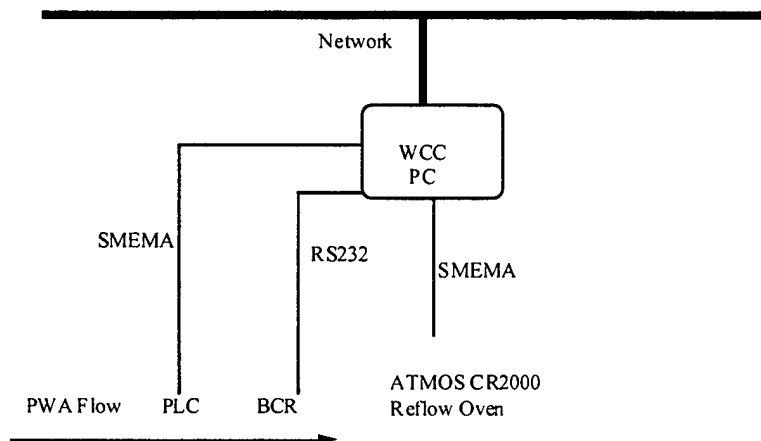 Network
WCC
PC
SMEMA
RS232
SMEMA
ATMOS CR2000
Reflow Oven
PWA Flow
PLC
BCR